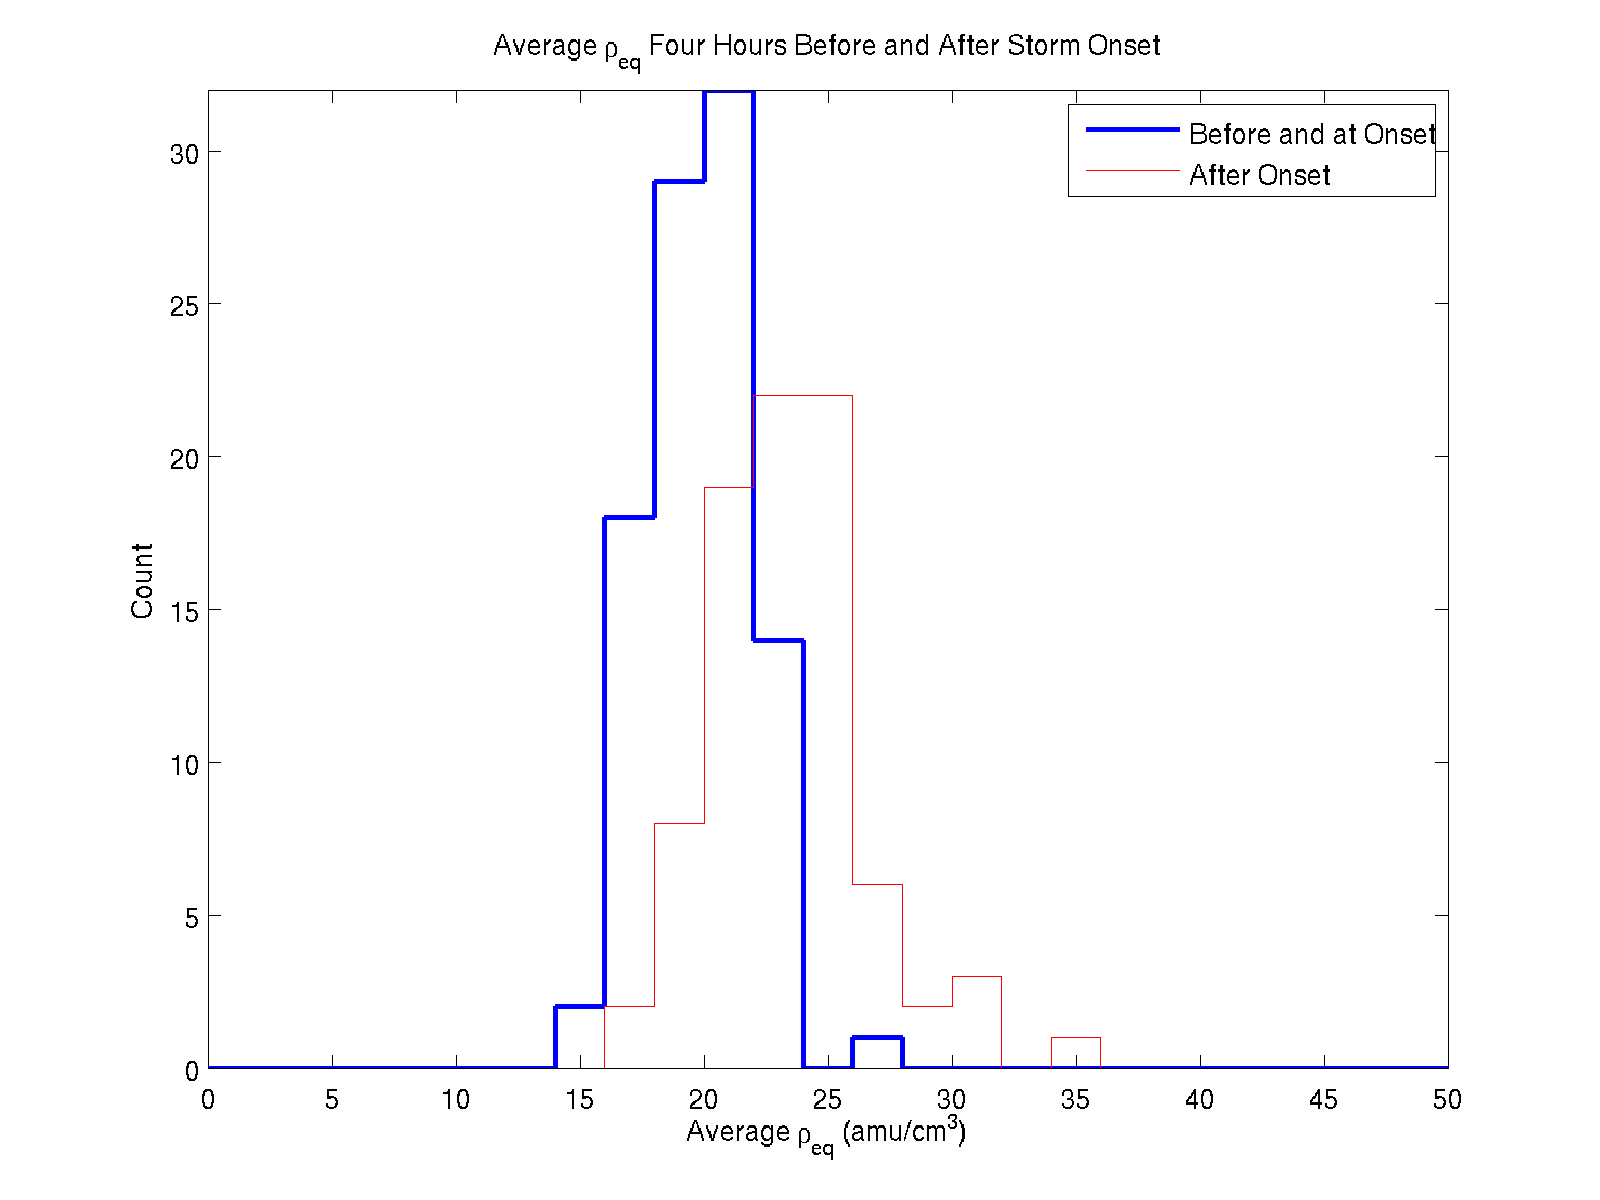 Average ρeq Four Hours Before and After Storm Onset
Before and at Onset
After Onset
30
25
20
15
10
5
0
Count
0 5 10 15 20 25 30 35 40 45 50
Average ρeq (amu/cm³)